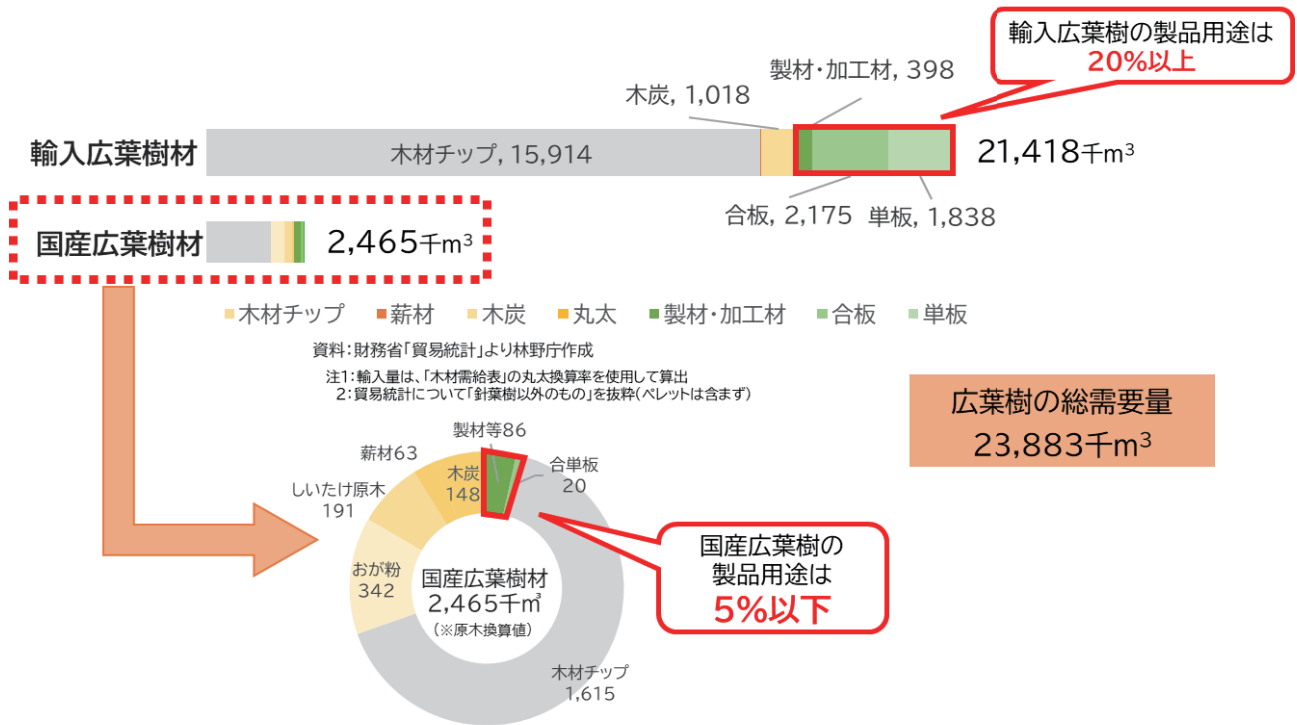 輸入広葉樹の製品用途は
20%以上
製材・加工材, 398
木炭, 1,018
輸入広葉樹材
木材チップ, 15,914
21,418千m³
合板, 2,175
単板, 1,838
国産広葉樹材
2,465千m³
木材チップ
薪材
木炭
丸太
製材・加工材
合板
単板
資料:財務省「貿易統計」より林野庁作成
注1:輸入量は、「木材需給表」の丸太換算率を使用して算出
2:貿易統計について「針葉樹以外のもの」を抜粋(ペレットは含まず)
広葉樹の総需要量
23,883千m³
製材等86
薪材63
合単板
20
木炭
148
しいたけ原木
191
おが粉
342
国産広葉樹材
2,465千㎥
(※原木換算値)
国産広葉樹の
製品用途は
5%以下
木材チップ
1,615